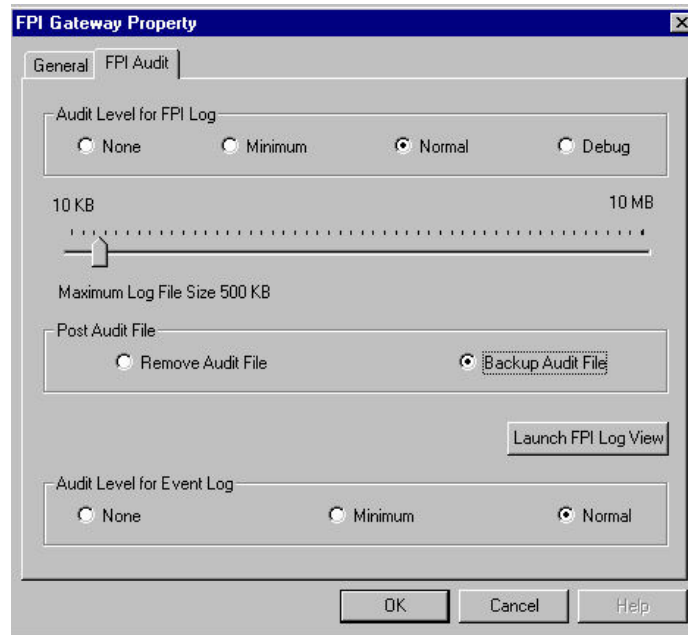 FPI Gateway Property
General FPI Audit
Audit Level for FPI Log
None Minimum Normal Debug
10 KB 10 MB
Maximum Log File Size 500 KB
Post Audit File
Remove Audit File Backup Audit File
Launch FPI Log View
Audit Level for Event Log
None Minimum Normal
OK Cancel Help